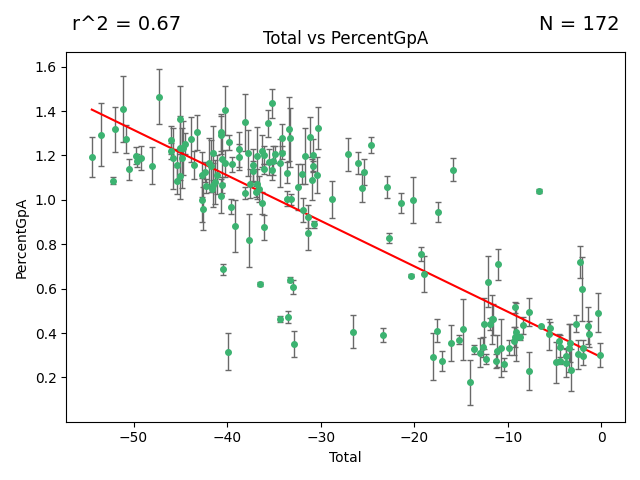 r^2 = 0.67
N = 172
Total vs PercentGpA
1.6
1.4
1.2
1.0
0.8
0.6
0.4
0.2
PercentGpA
−50
−40
−30
−20
−10
0
Total